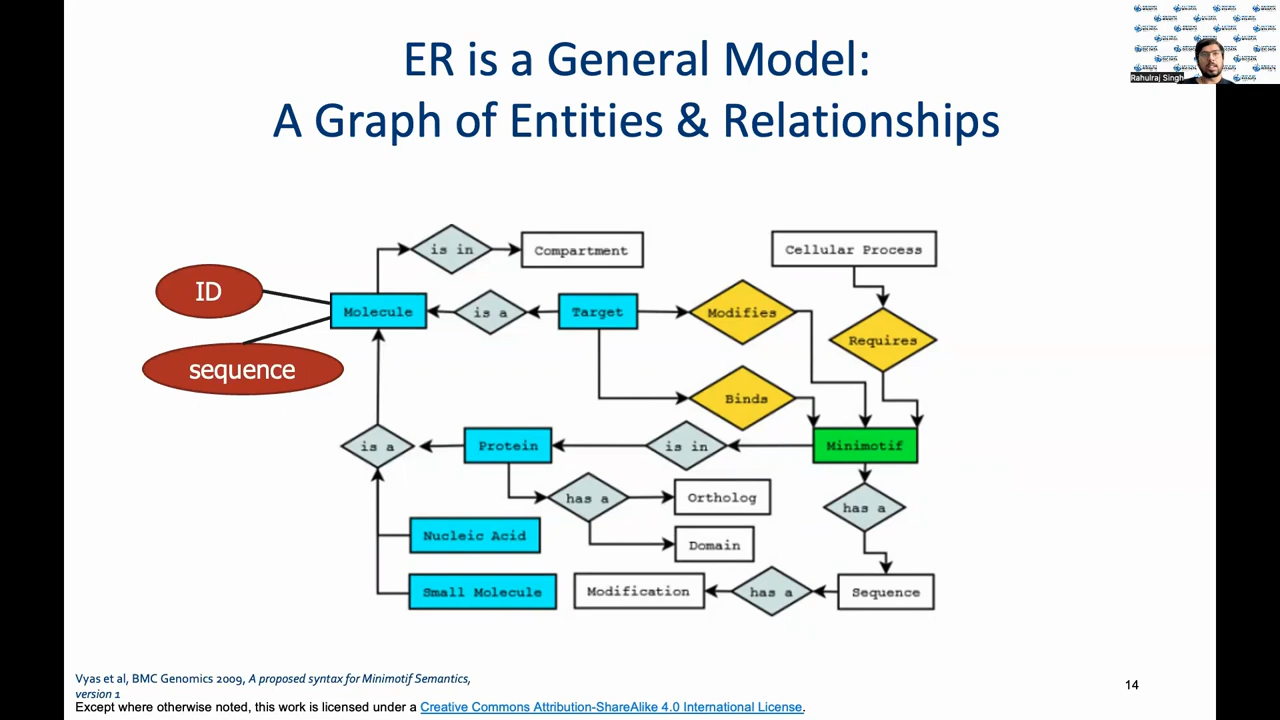 ER is a General Model:
A Graph of Entities & Relationships
Rahulraj Singh
is in
Compartment
Cellular Process
ID
Molecule
is a
Target
Modifies
Requires
sequence
Binds
is a
Protein
is in
Minimotif
has a
Ortholog
has a
Nucleic Acid
Domain
Small Molecule
Modification
has a
Sequence
Vyas et al, BMC Genomics 2009, A proposed syntax for Minimotif Semantics,
version 1
14
Except where otherwise noted, this work is licensed under a Creative Commons Attribution-ShareAlike 4.0 International License.